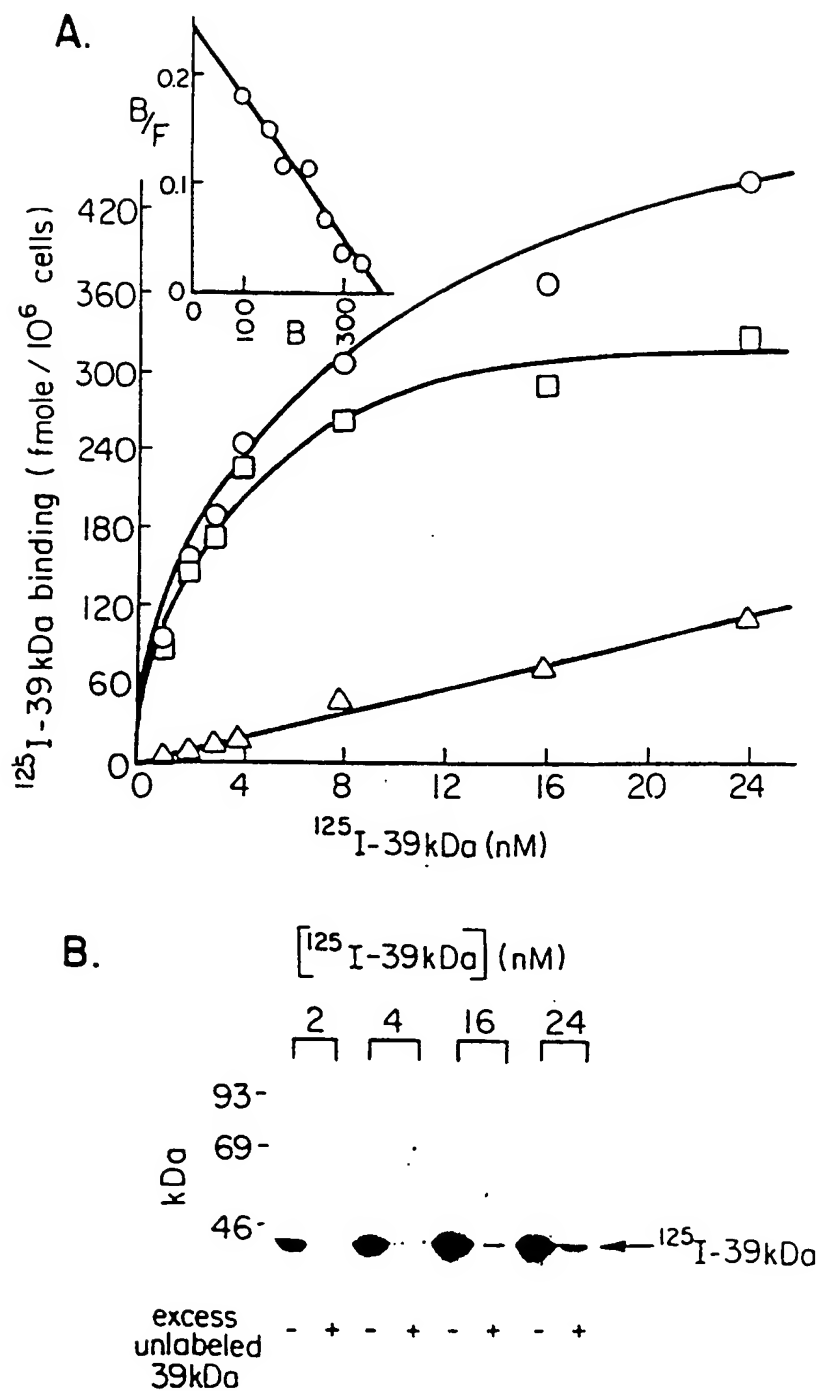 A.
B/F
0.2
0.1
0
0
100
B
300
¹²⁵I-39kDa binding (fmole/10⁶ cells)
420
360
300
240
180
120
60
0
0 4 8 12 16 20 24
¹²⁵I-39kDa (nM)
B.
[¹²⁵I-39kDa] (nM)
2 4 16 24
kDa
93-
69-
46-
¹²⁵I-39kDa
excess
unlabeled
39kDa
- + - + - + - +